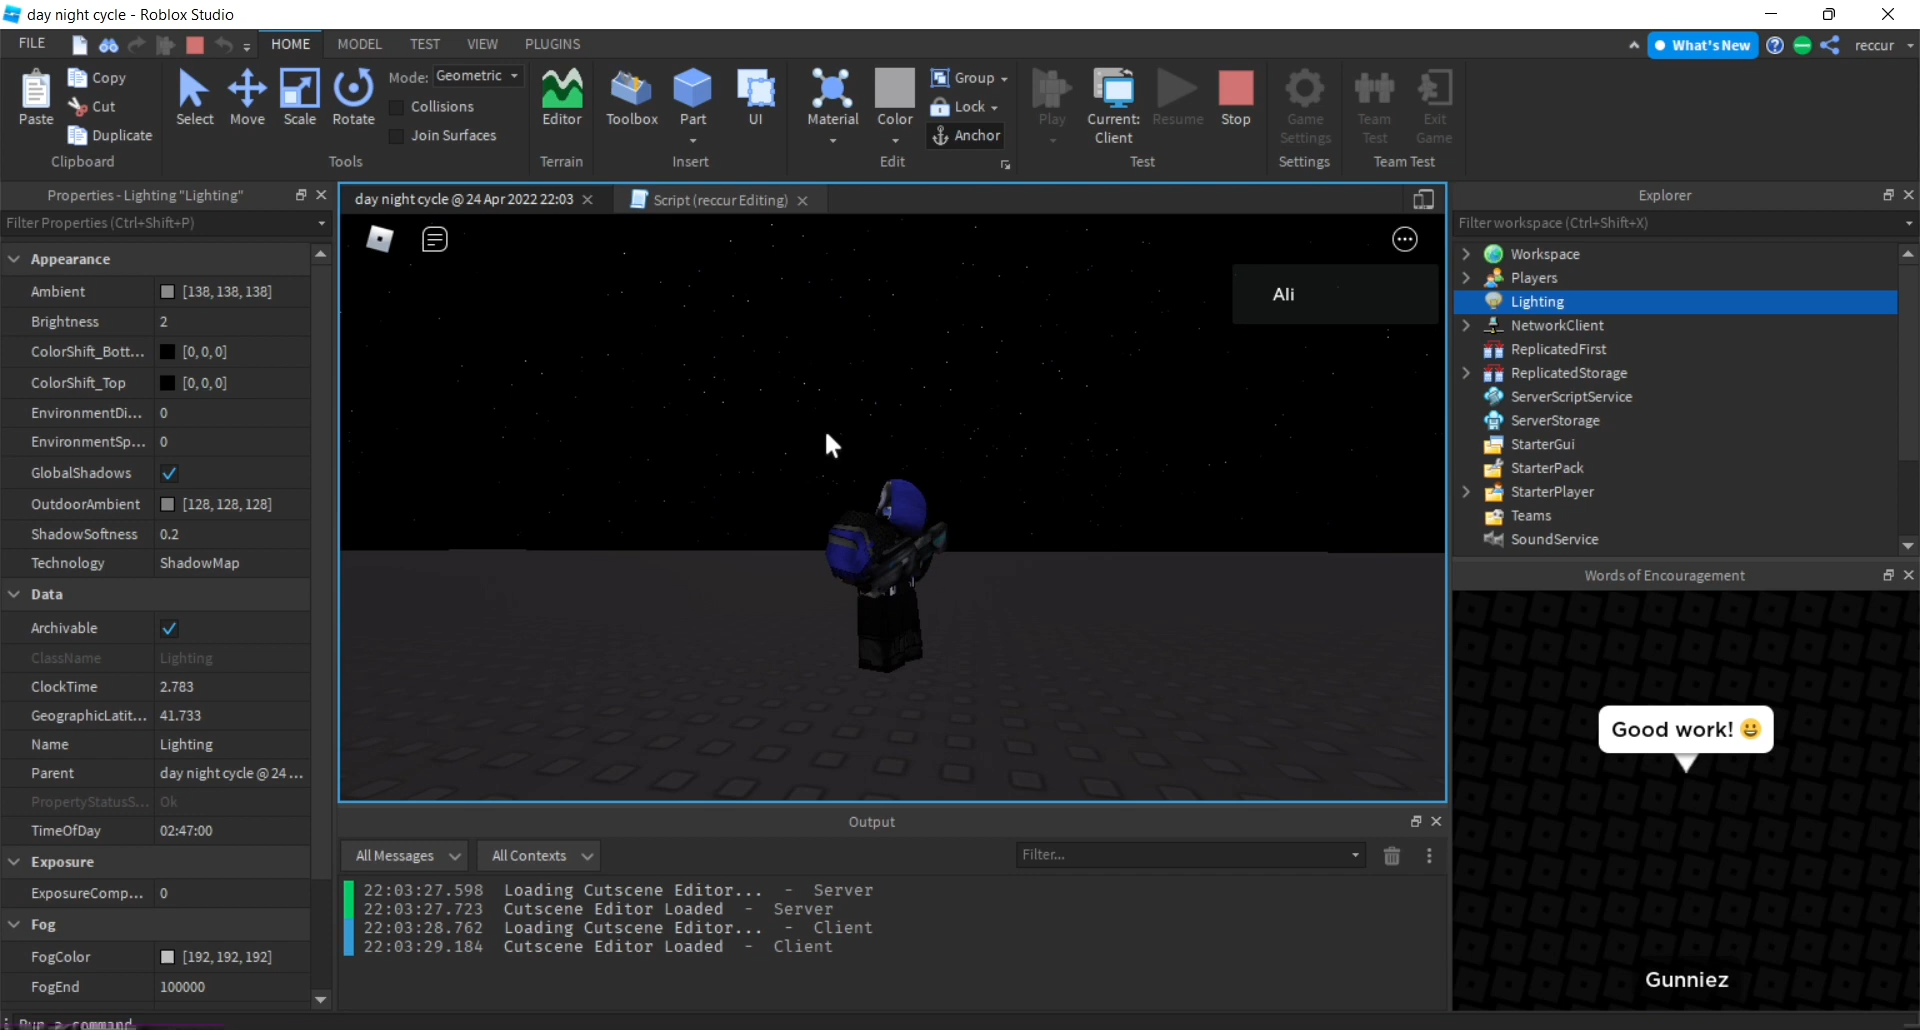 day night cycle - Roblox Studio
FILE HOME MODEL TEST VIEW PLUGINS What's New reccur
Paste Copy Cut Duplicate Clipboard
Select Move Scale Rotate Mode: Geometric Collisions Join Surfaces Tools
Editor Terrain
Toolbox Part UI Insert
Material Color Group Lock Anchor Edit
Play Current: Client Resume Stop Test
Game Settings Settings
Team Test Exit Game Team Test
Properties - Lighting "Lighting"
Filter Properties (Ctrl+Shift+P)
Appearance
Ambient [138, 138, 138]
Brightness 2
ColorShift_Bott... [0, 0, 0]
ColorShift_Top [0, 0, 0]
EnvironmentDi... 0
EnvironmentSp... 0
GlobalShadows
OutdoorAmbient [128, 128, 128]
ShadowSoftness 0.2
Technology ShadowMap
Data
Archivable
ClassName Lighting
ClockTime 2.783
GeographicLatit... 41.733
Name Lighting
Parent day night cycle @ 24 ...
PropertyStatusS... Ok
TimeOfDay 02:47:00
Exposure
ExposureComp... 0
Fog
FogColor [192, 192, 192]
FogEnd 100000
Run a command
day night cycle @ 24 Apr 2022 22:03
Script (reccur Editing)
Ali
Output
All Messages All Contexts Filter...
22:03:27.598 Loading Cutscene Editor... - Server
22:03:27.723 Cutscene Editor Loaded - Server
22:03:28.762 Loading Cutscene Editor... - Client
22:03:29.184 Cutscene Editor Loaded - Client
Explorer
Filter workspace (Ctrl+Shift+X)
Workspace
Players
Lighting
NetworkClient
ReplicatedFirst
ReplicatedStorage
ServerScriptService
ServerStorage
StarterGui
StarterPack
StarterPlayer
Teams
SoundService
Words of Encouragement
Good work! 😀
Gunniez